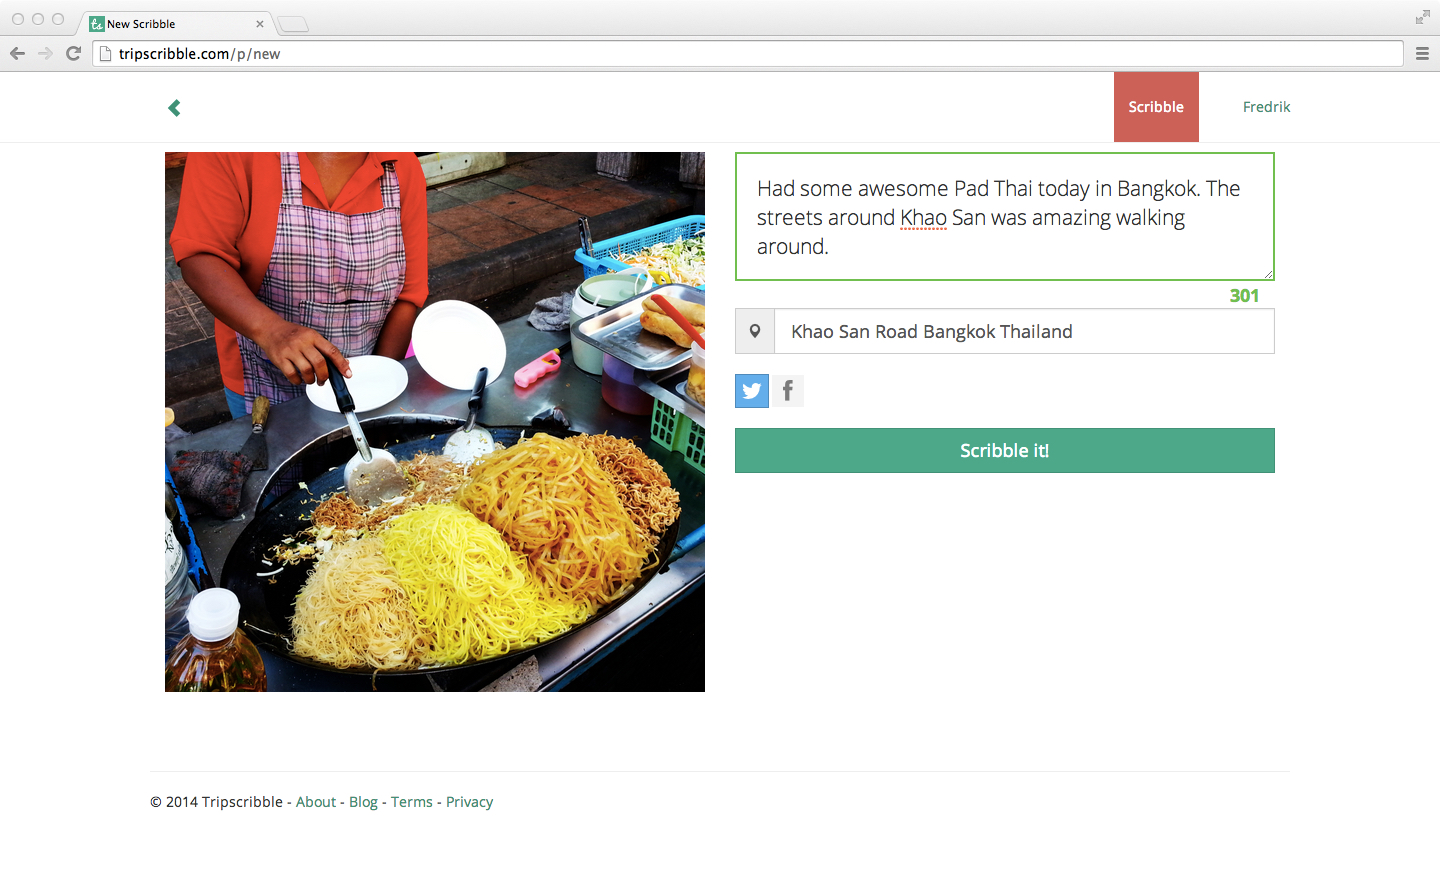 ts New Scribble
tripscribble.com/p/new
Scribble
Fredrik
Had some awesome Pad Thai today in Bangkok. The
streets around Khao San was amazing walking
around.
301
Khao San Road Bangkok Thailand
Scribble it!
© 2014 Tripscribble - About - Blog - Terms - Privacy